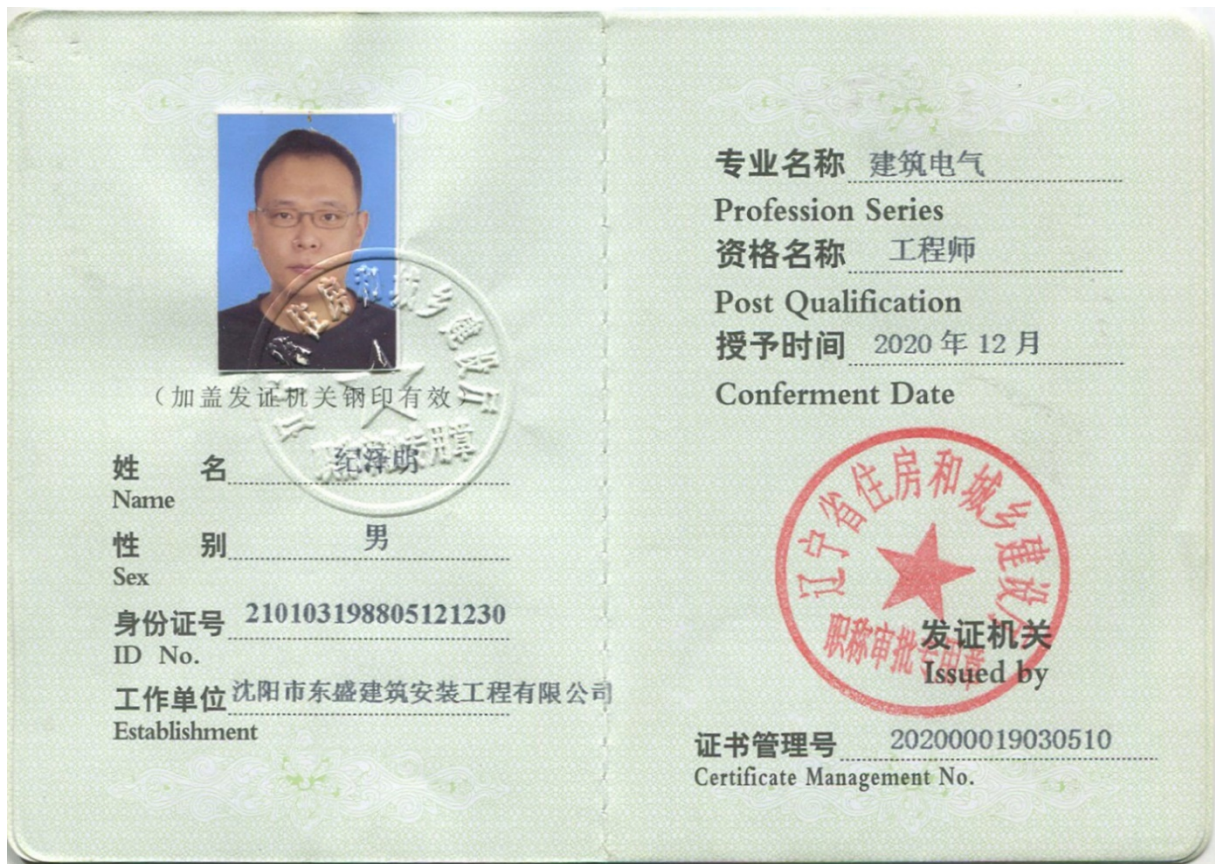 （加盖发证机关钢印有效）
姓 名 纪泽明
Name
性 别 男
Sex
身份证号 210103198805121230
ID No.
工作单位 沈阳市东盛建筑安装工程有限公司
Establishment
专业名称 建筑电气
Profession Series
资格名称 工程师
Post Qualification
授予时间 2020 年 12 月
Conferment Date
辽宁省住房和城乡建设厅
职称审批专用章
发证机关
Issued by
证书管理号 202000019030510
Certificate Management No.